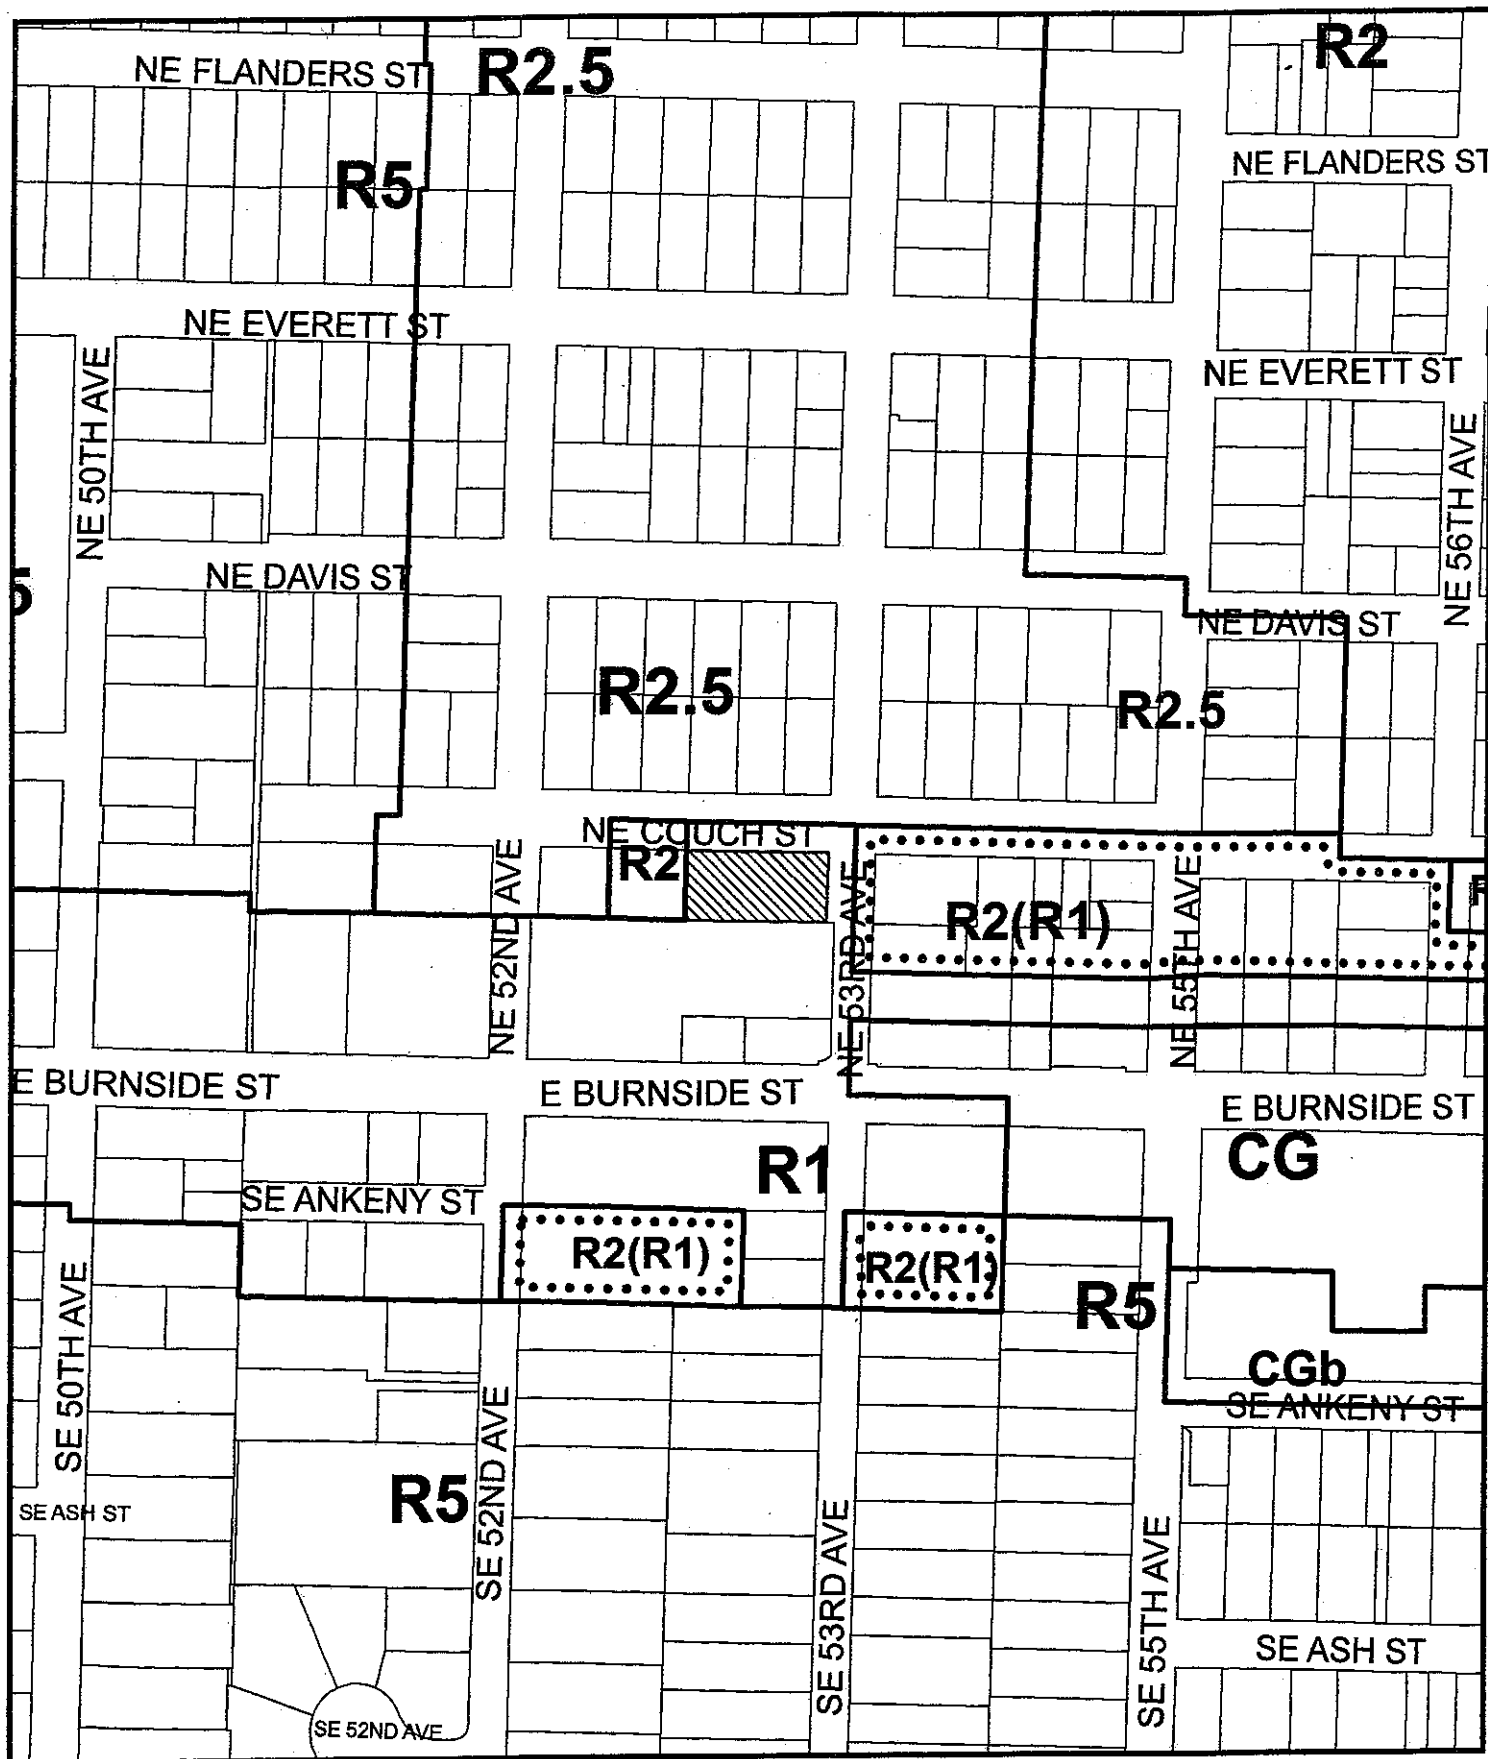 R2.5
R2
NE FLANDERS ST
NE FLANDERS ST
R5
NE EVERETT ST
NE EVERETT ST
NE 50TH AVE
NE 56TH AVE
NE DAVIS ST
5
NE DAVIS ST
R2.5
R2.5
NE COUCH ST
R2
NE 52ND AVE
NE 53RD AVE
R2(R1)
NE 55TH AVE
E BURNSIDE ST
E BURNSIDE ST
E BURNSIDE ST
R1
CG
SE ANKENY ST
R2(R1)
R2(R1)
R5
SE 50TH AVE
CGb
SE ANKENY ST
SE 52ND AVE
R5
SE ASH ST
SE 53RD AVE
SE 55TH AVE
SE ASH ST
SE 52ND AVE